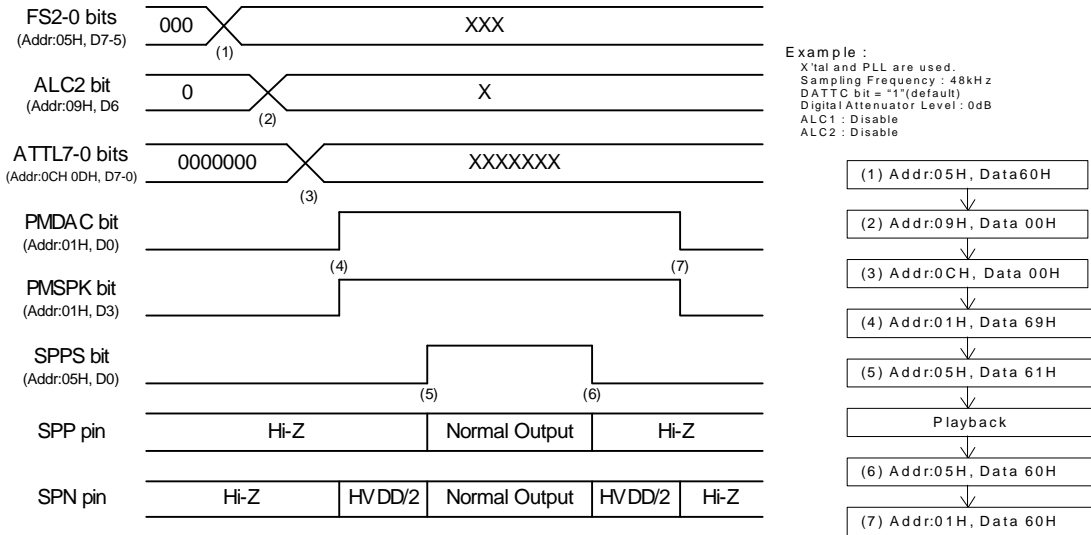 FS2-0 bits
(Addr:05H, D7-5)
000
XXX
(1)
ALC2 bit
(Addr:09H, D6
0
X
(2)
ATTL7-0 bits
(Addr:0CH 0DH, D7-0)
0000000
XXXXXXX
(3)
PMDAC bit
(Addr:01H, D0)
(4)
(7)
PMSPK bit
(Addr:01H, D3)
SPPS bit
(Addr:05H, D0)
(5)
(6)
SPP pin
Hi-Z
Normal Output
Hi-Z
SPN pin
Hi-Z
HVDD/2
Normal Output
HVDD/2
Hi-Z
Example :
X'tal and PLL are used.
Sampling Frequency : 48kHz
DATTC bit = “1”(default)
Digital Attenuator Level : 0dB
ALC1 : Disable
ALC2 : Disable
(1) Addr:05H, Data60H
(2) Addr:09H, Data 00H
(3) Addr:0CH, Data 00H
(4) Addr:01H, Data 69H
(5) Addr:05H, Data 61H
Playback
(6) Addr:05H, Data 60H
(7) Addr:01H, Data 60H